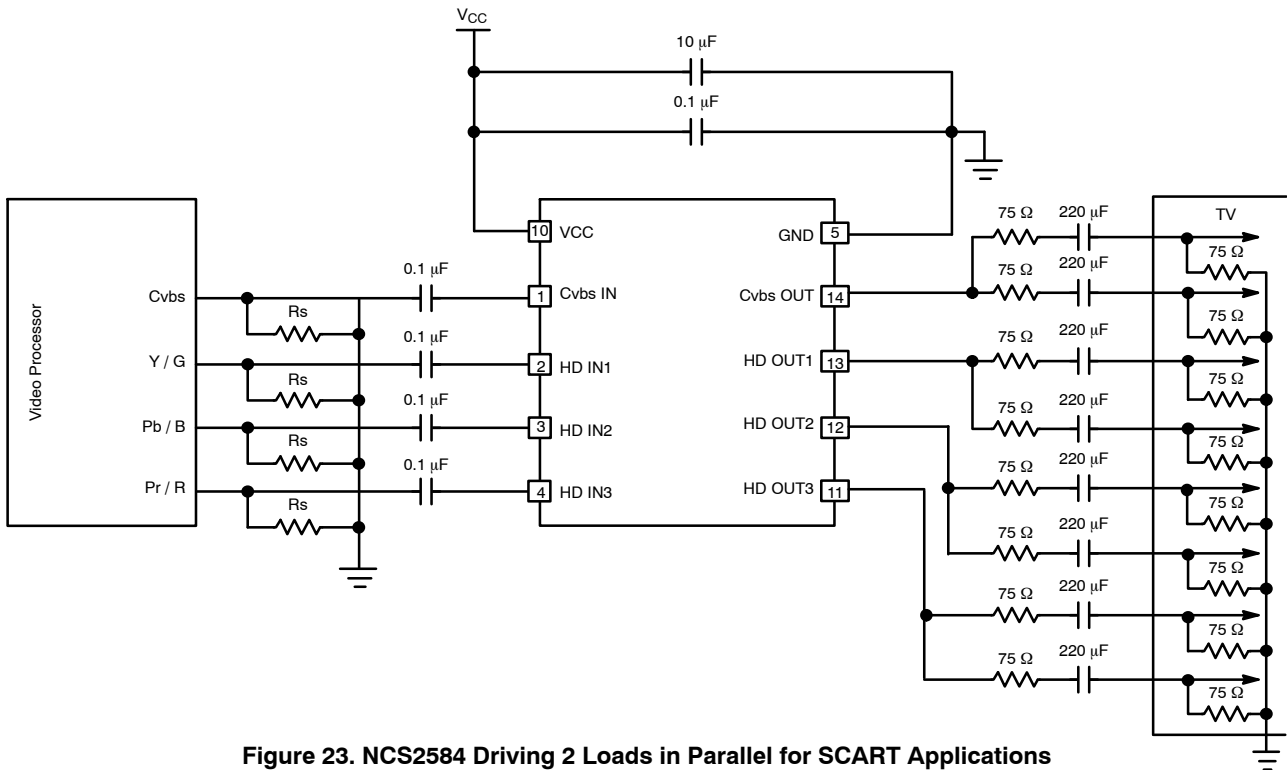 VCC
10 μF
0.1 μF
Video Processor
Cvbs
Y / G
Pb / B
Pr / R
Rs
Rs
Rs
Rs
0.1 μF
0.1 μF
0.1 μF
0.1 μF
10 VCC
1 Cvbs IN
2 HD IN1
3 HD IN2
4 HD IN3
GND 5
Cvbs OUT 14
HD OUT1 13
HD OUT2 12
HD OUT3 11
75 Ω 220 μF
75 Ω 220 μF
75 Ω 220 μF
75 Ω 220 μF
75 Ω 220 μF
75 Ω 220 μF
75 Ω 220 μF
75 Ω 220 μF
TV
75 Ω
75 Ω
75 Ω
75 Ω
75 Ω
75 Ω
75 Ω
75 Ω
Figure 23. NCS2584 Driving 2 Loads in Parallel for SCART Applications